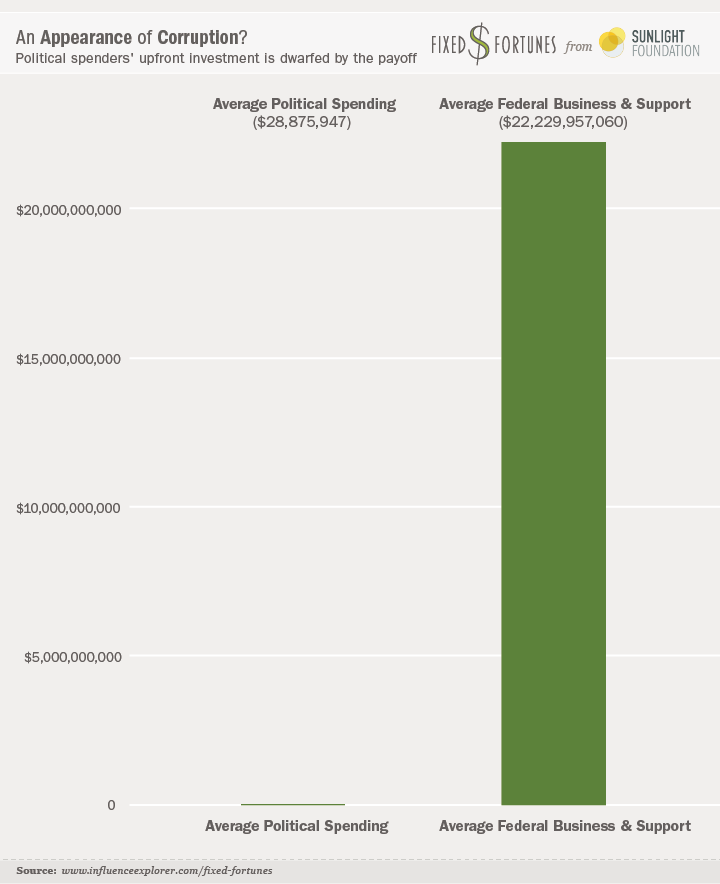 An Appearance of Corruption?
Political spenders' upfront investment is dwarfed by the payoff
FIXED $ FORTUNES from SUNLIGHT FOUNDATION
Average Political Spending
($28,875,947)
Average Federal Business & Support
($22,229,957,060)
$20,000,000,000
$15,000,000,000
$10,000,000,000
$5,000,000,000
0
Average Political Spending
Average Federal Business & Support
Source: www.influenceexplorer.com/fixed-fortunes